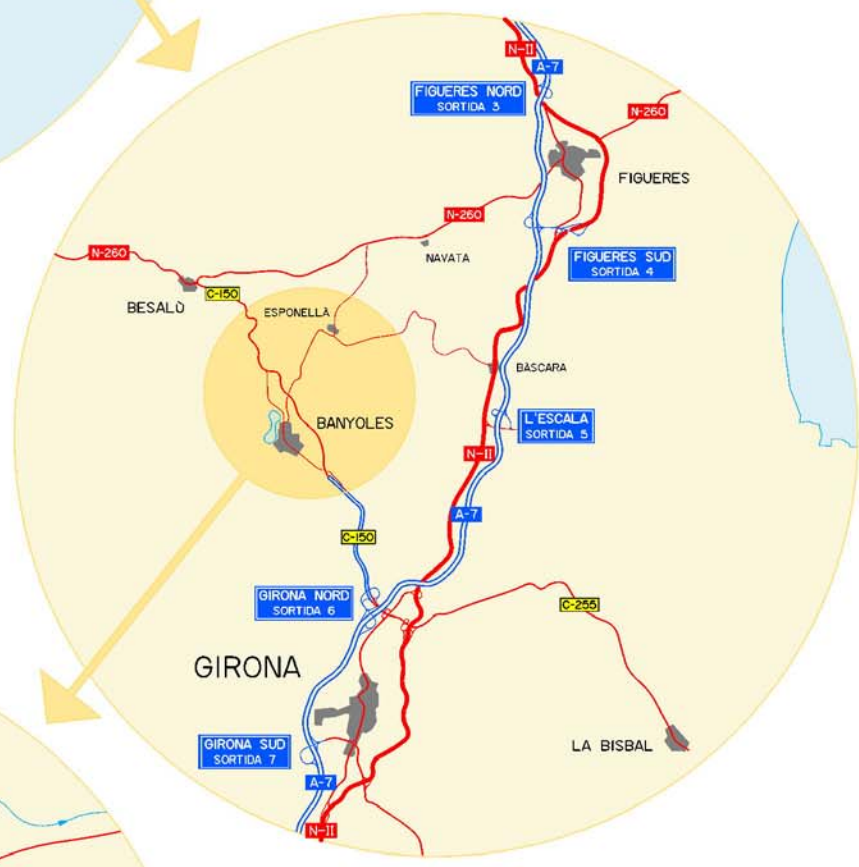 N-II
A-7
FIGUERES NORD
SORTIDA 3
N-260
FIGUERES
N-260
N-260
NAVATA
FIGUERES SUD
SORTIDA 4
BESALÙ
C-150
ESPONELLÀ
BÀSCARA
BANYOLES
L'ESCALA
SORTIDA 5
N-II
A-7
C-150
GIRONA NORD
SORTIDA 6
C-255
GIRONA
GIRONA SUD
SORTIDA 7
LA BISBAL
A-7
N-II